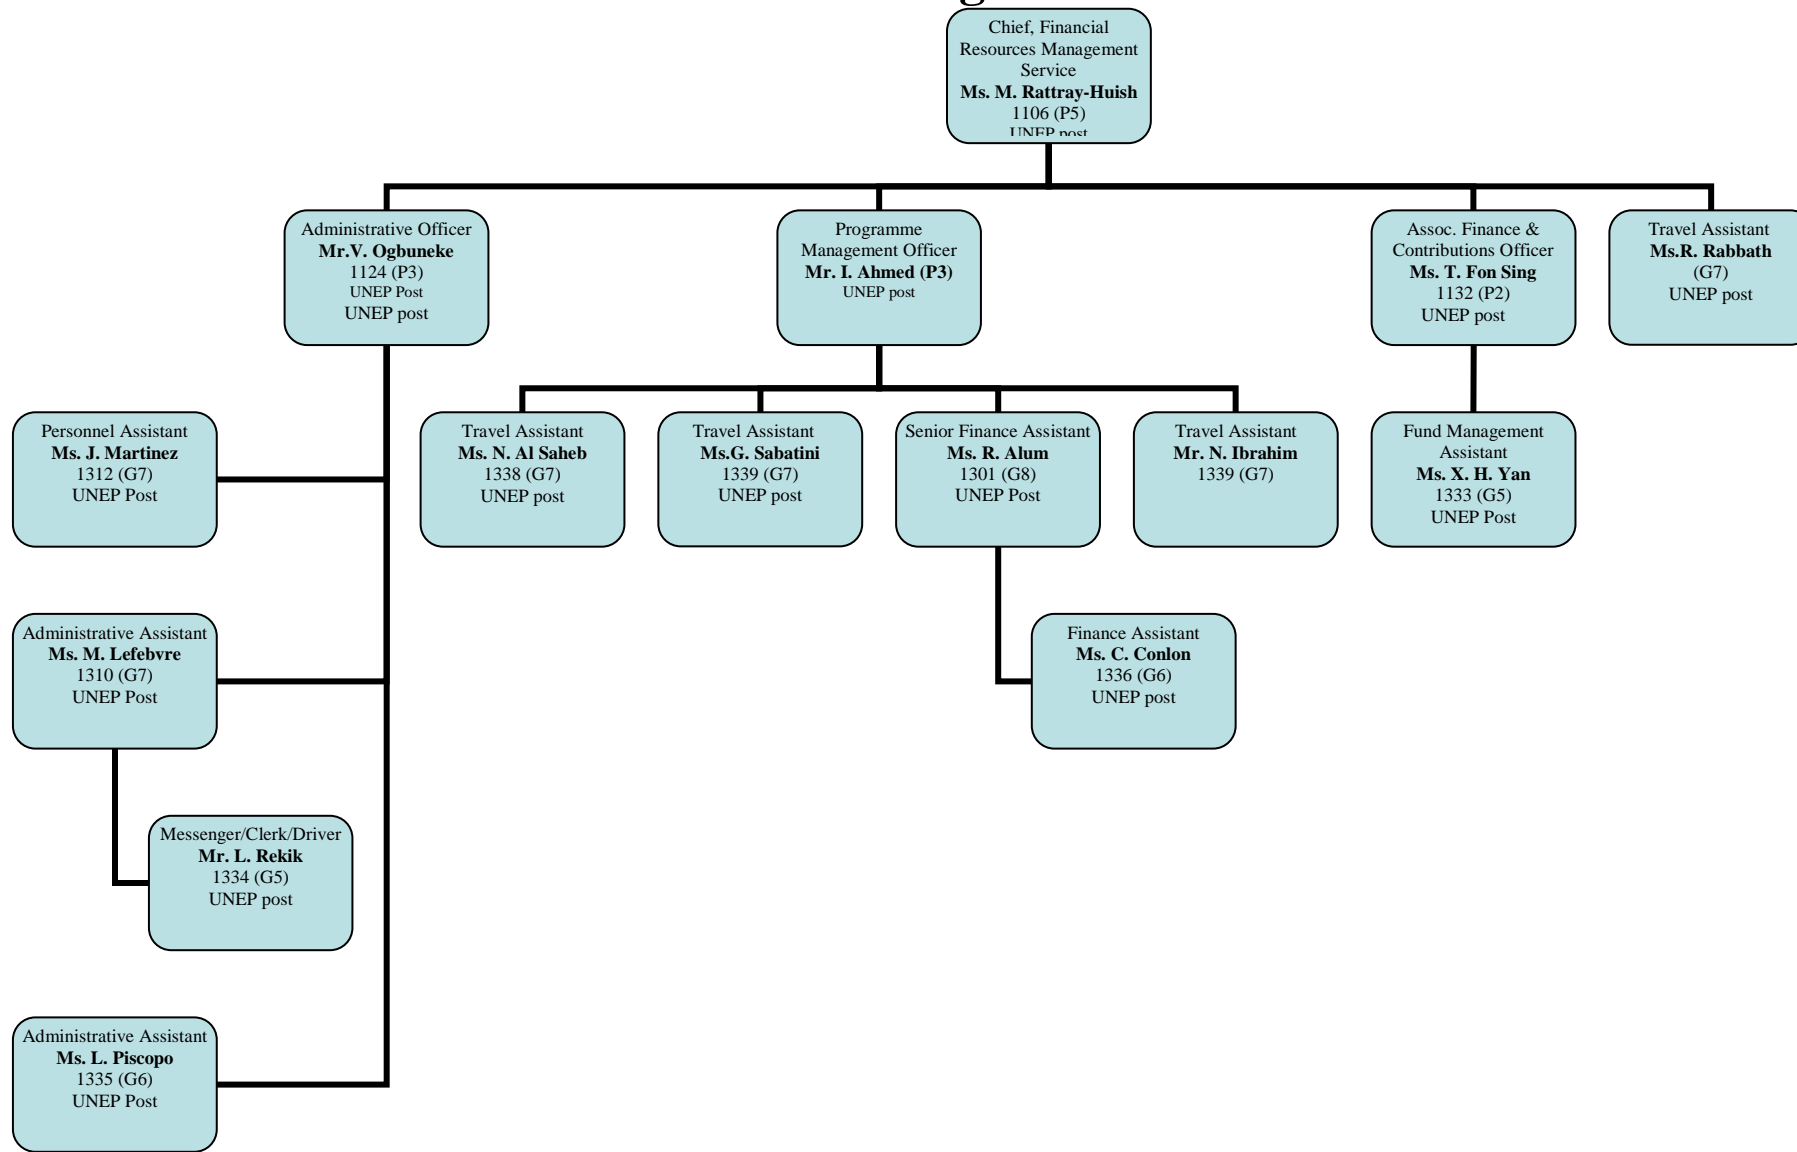 Chief, Financial
Resources Management
Service
Ms. M. Rattray-Huish
1106 (P5)
UNEP post
Administrative Officer
Mr.V. Ogbuneke
1124 (P3)
UNEP Post
UNEP post
Programme
Management Officer
Mr. I. Ahmed (P3)
UNEP post
Assoc. Finance &
Contributions Officer
Ms. T. Fon Sing
1132 (P2)
UNEP post
Travel Assistant
Ms.R. Rabbath
(G7)
UNEP post
Personnel Assistant
Ms. J. Martinez
1312 (G7)
UNEP Post
Travel Assistant
Ms. N. Al Saheb
1338 (G7)
UNEP post
Travel Assistant
Ms.G. Sabatini
1339 (G7)
UNEP post
Senior Finance Assistant
Ms. R. Alum
1301 (G8)
UNEP Post
Travel Assistant
Mr. N. Ibrahim
1339 (G7)
Fund Management
Assistant
Ms. X. H. Yan
1333 (G5)
UNEP Post
Administrative Assistant
Ms. M. Lefebvre
1310 (G7)
UNEP Post
Finance Assistant
Ms. C. Conlon
1336 (G6)
UNEP post
Messenger/Clerk/Driver
Mr. L. Rekik
1334 (G5)
UNEP post
Administrative Assistant
Ms. L. Piscopo
1335 (G6)
UNEP Post